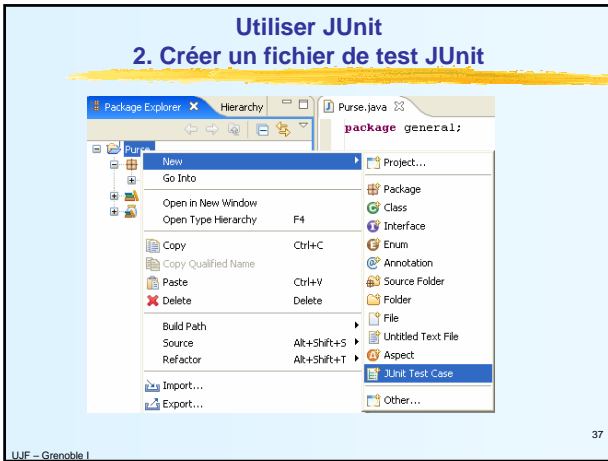 Utiliser JUnit
2. Créer un fichier de test JUnit
Package Explorer
Hierarchy
Purse.java
package general;
Purse
New
Go Into
Open in New Window
Open Type Hierarchy F4
Copy Ctrl+C
Copy Qualified Name
Paste Ctrl+V
Delete Delete
Build Path
Source Alt+Shift+S
Refactor Alt+Shift+T
Import...
Export...
Project...
Package
Class
Interface
Enum
Annotation
Source Folder
Folder
File
Untitled Text File
Aspect
JUnit Test Case
Other...
37
UJF – Grenoble I